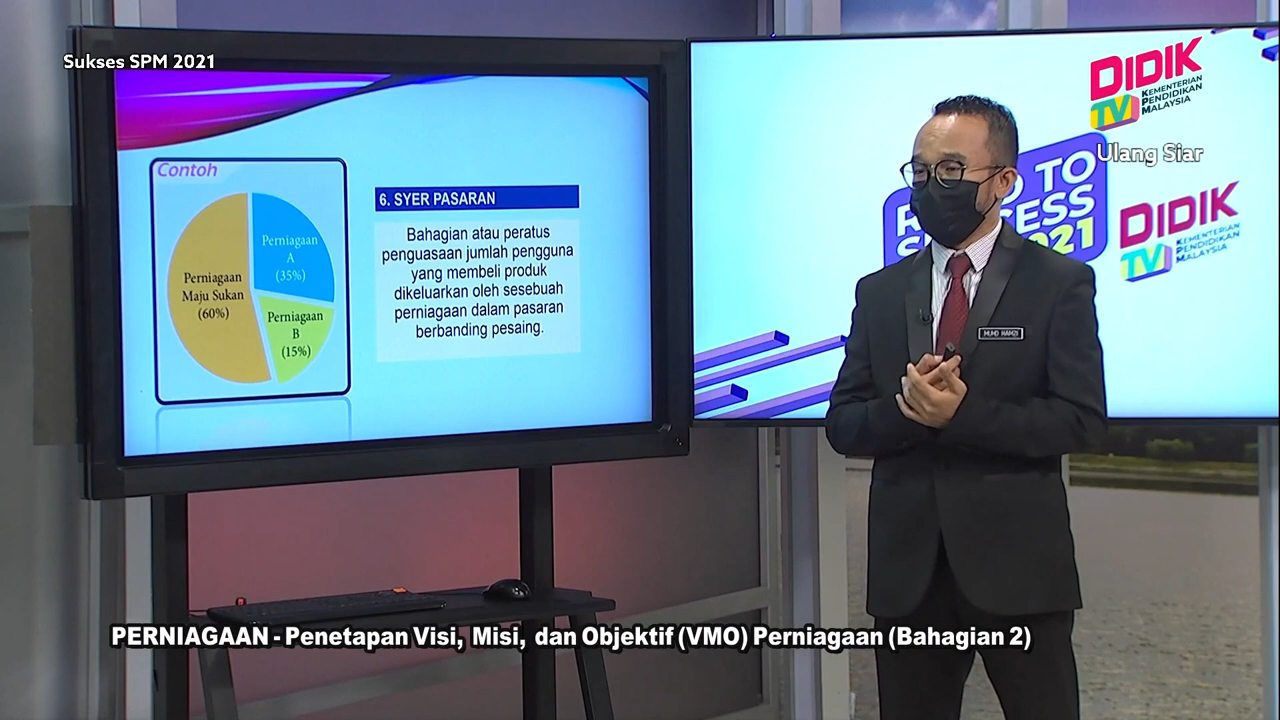 Sukses SPM 2021
Contoh
Perniagaan
A
(35%)
Perniagaan
Maju Sukan
(60%)
Perniagaan
B
(15%)
6. SYER PASARAN
Bahagian atau peratus
penguasaan jumlah pengguna
yang membeli produk
dikeluarkan oleh sesebuah
perniagaan dalam pasaran
berbanding pesaing.
DIDIK
TV
KEMENTERIAN
PENDIDIKAN
MALAYSIA
Ulang Siar
TO
2021
DIDIK
TV
KEMENTERIAN
PENDIDIKAN
MALAYSIA
MUHD HAMZI
PERNIAGAAN - Penetapan Visi, Misi, dan Objektif (VMO) Perniagaan (Bahagian 2)